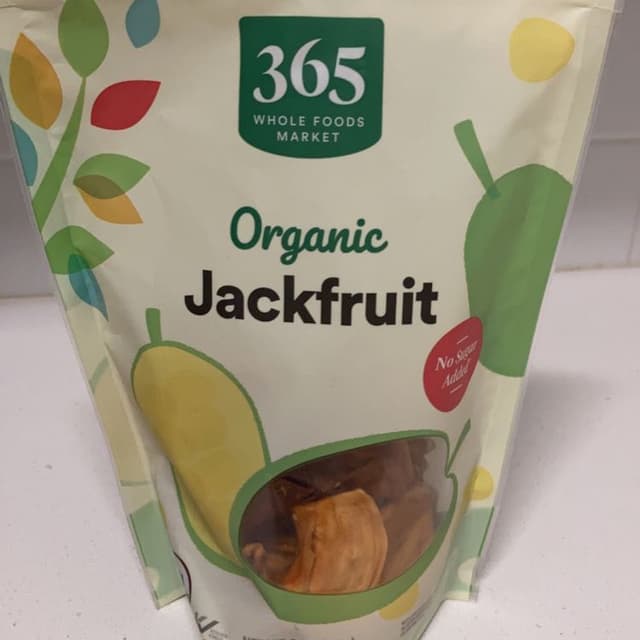 365
WHOLE FOODS
MARKET
Organic
Jackfruit
No Sugar
Added